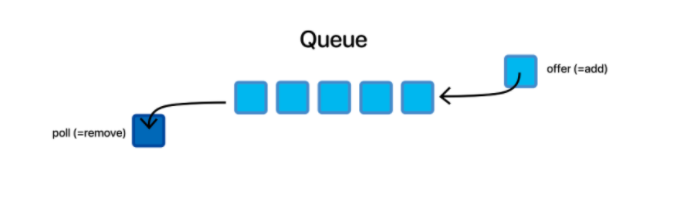 Queue
offer (=add)
poll (=remove)